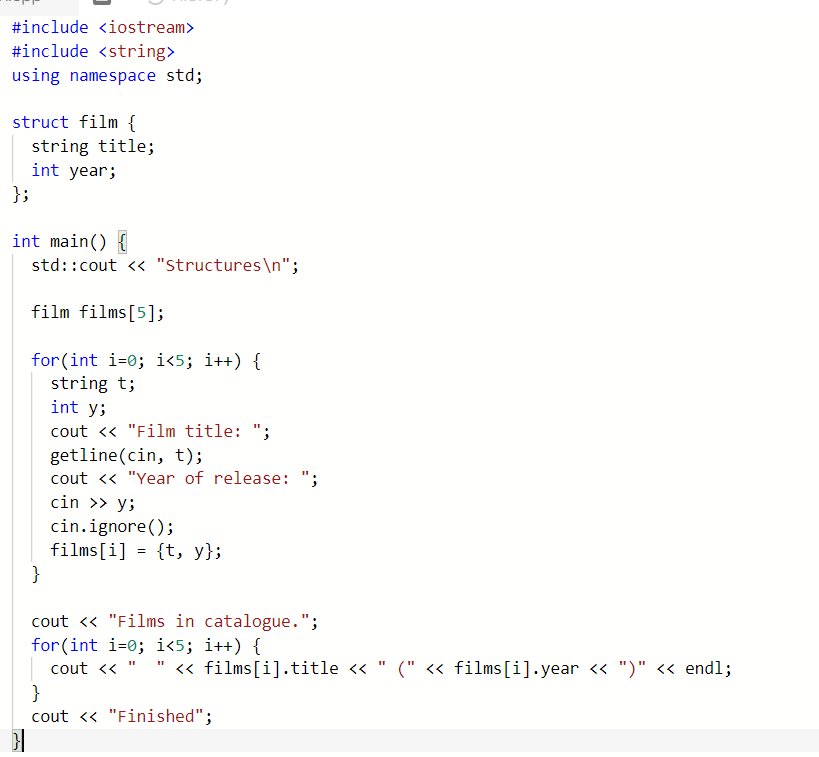 #include <iostream>
#include <string>
using namespace std;

struct film {
  string title;
  int year;
};

int main() {
  std::cout << "Structures\n";

  film films[5];

  for(int i=0; i<5; i++) {
    string t;
    int y;
    cout << "Film title: ";
    getline(cin, t);
    cout << "Year of release: ";
    cin >> y;
    cin.ignore();
    films[i] = {t, y};
  }

  cout << "Films in catalogue.";
  for(int i=0; i<5; i++) {
    cout << "  " << films[i].title << " (" << films[i].year << ")" << endl;
  }
  cout << "Finished";
}